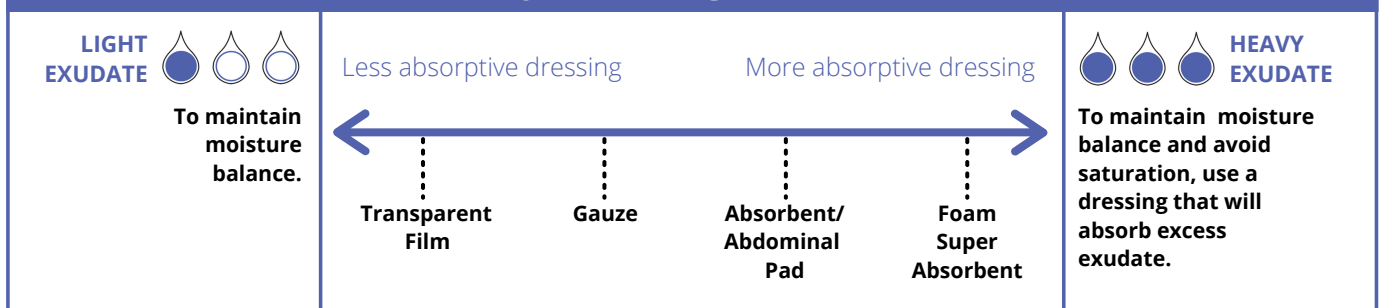 LIGHT
EXUDATE
To maintain
moisture
balance.
Less absorptive dressing
More absorptive dressing
Transparent
Film
Gauze
Absorbent/
Abdominal
Pad
Foam
Super
Absorbent
HEAVY
EXUDATE
To maintain moisture
balance and avoid
saturation, use a
dressing that will
absorb excess
exudate.